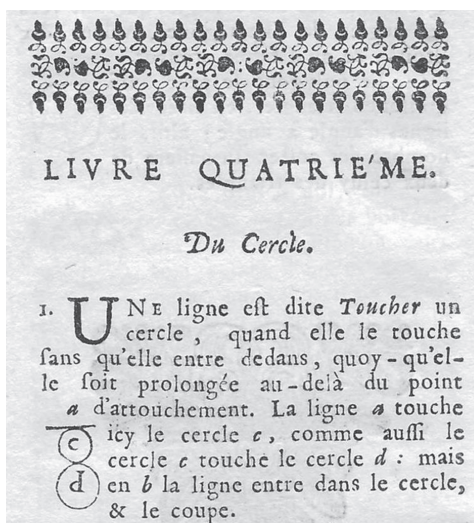 LIVRE QUATRIE'ME.
Du Cercle.
1. UNE ligne eſt dite Toucher un
cercle, quand elle le touche
ſans qu'elle entre dedans, quoy-qu'el-
le ſoit prolongée au-delà du point
a d'attouchement. La ligne a touche
icy le cercle c, comme auſſi le
cercle c touche le cercle d : mais
en b la ligne entre dans le cercle,
& le coupe.
c
d